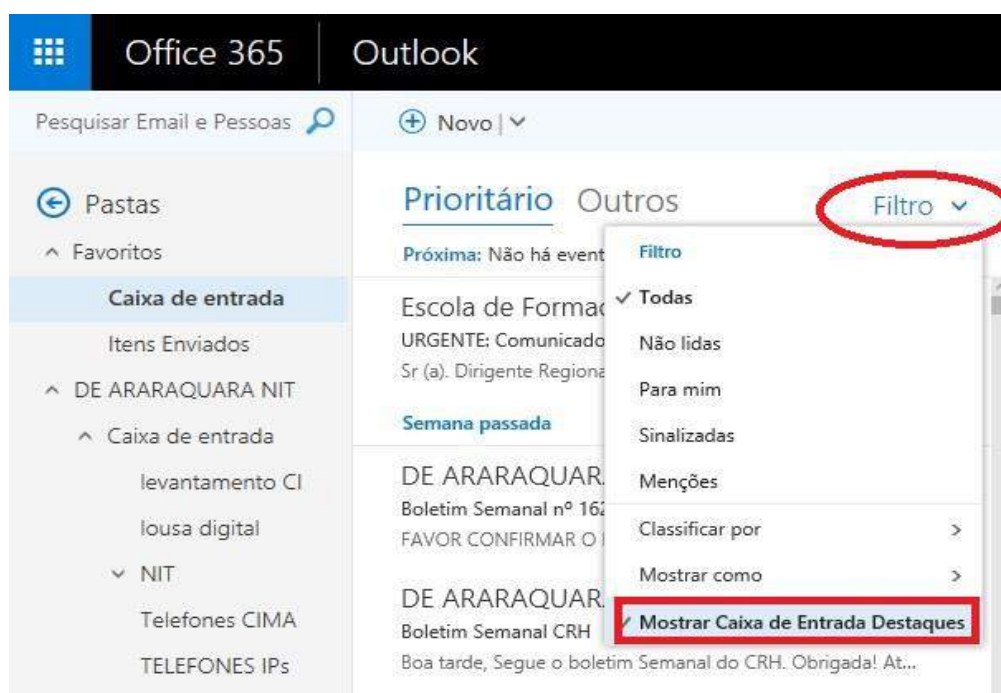 Office 365 Outlook
Pesquisar Email e Pessoas
Novo
Pastas
Favoritos
Caixa de entrada
Itens Enviados
DE ARARAQUARA NIT
Caixa de entrada
levantamento CI
lousa digital
NIT
Telefones CIMA
TELEFONES IPs
Prioritário Outros Filtro
Próxima: Não há event
Escola de Formaç
URGENTE: Comunicado
Sr (a). Dirigente Regiona
Semana passada
DE ARARAQUAR
Boletim Semanal nº 162
FAVOR CONFIRMAR O
DE ARARAQUAR
Boletim Semanal CRH
Boa tarde, Segue o boletim Semanal do CRH. Obrigada! At...
Filtro
Todas
Não lidas
Para mim
Sinalizadas
Menções
Classificar por
Mostrar como
Mostrar Caixa de Entrada Destaques